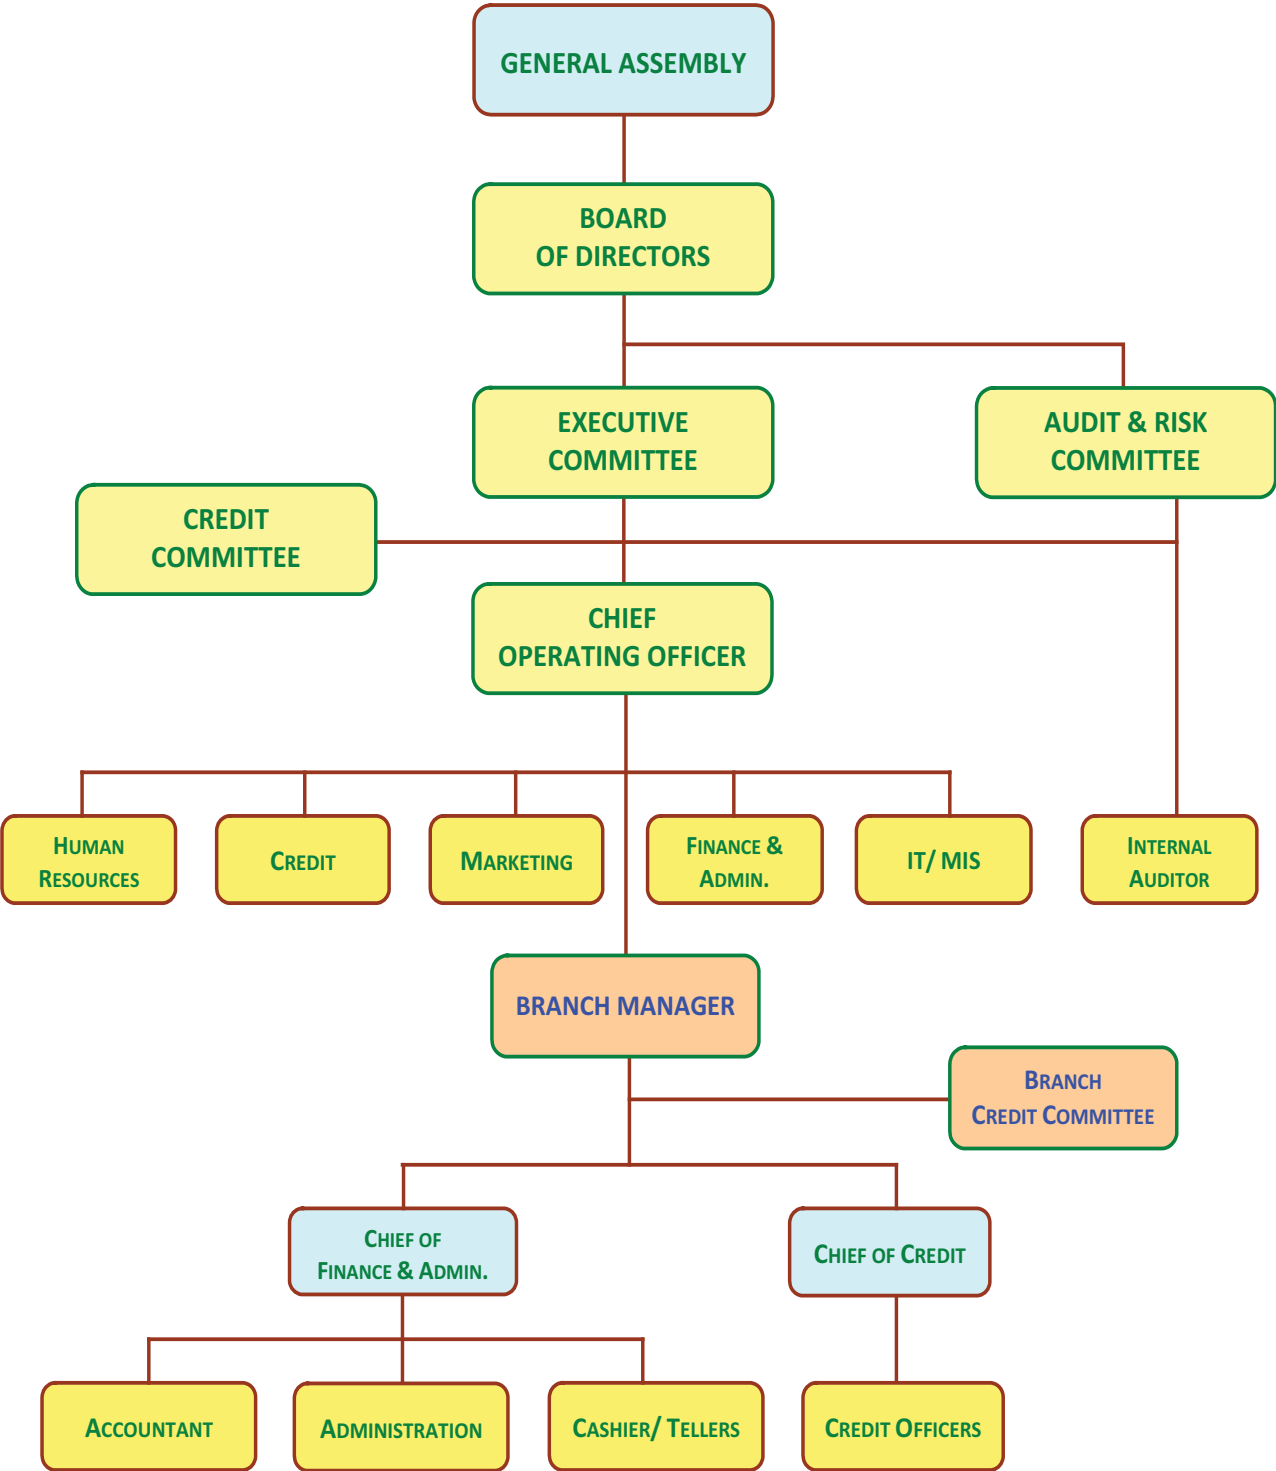 GENERAL ASSEMBLY
BOARD
OF DIRECTORS
EXECUTIVE
COMMITTEE
AUDIT & RISK
COMMITTEE
CREDIT
COMMITTEE
CHIEF
OPERATING OFFICER
HUMAN
RESOURCES
CREDIT
MARKETING
FINANCE &
ADMIN.
IT/ MIS
INTERNAL
AUDITOR
BRANCH MANAGER
BRANCH
CREDIT COMMITTEE
CHIEF OF
FINANCE & ADMIN.
CHIEF OF CREDIT
ACCOUNTANT
ADMINISTRATION
CASHIER/ TELLERS
CREDIT OFFICERS